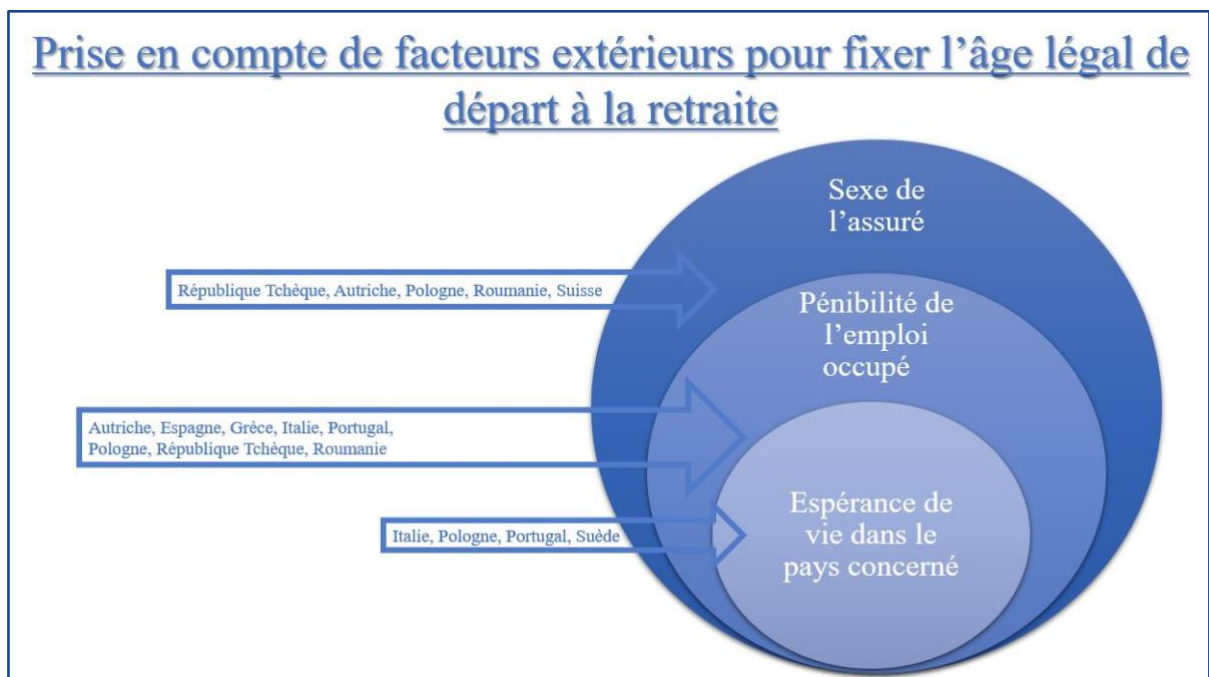 Prise en compte de facteurs extérieurs pour fixer l’âge légal de
départ à la retraite
Sexe de
l’assuré
République Tchèque, Autriche, Pologne, Roumanie, Suisse
Pénibilité de
l’emploi
occupé
Autriche, Espagne, Grèce, Italie, Portugal,
Pologne, République Tchèque, Roumanie
Espérance de
vie dans le
pays concerné
Italie, Pologne, Portugal, Suède